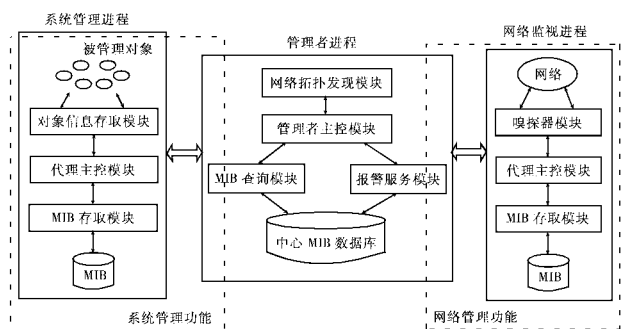 系统管理进程
被管理对象
对象信息存取模块
代理主控模块
MIB 存取模块
MIB
系统管理功能
管理者进程
网络拓扑发现模块
管理者主控模块
MIB 查询模块
报警服务模块
中心 MIB 数据库
网络监视进程
网络
嗅探器模块
代理主控模块
MIB 存取模块
MIB
网络管理功能